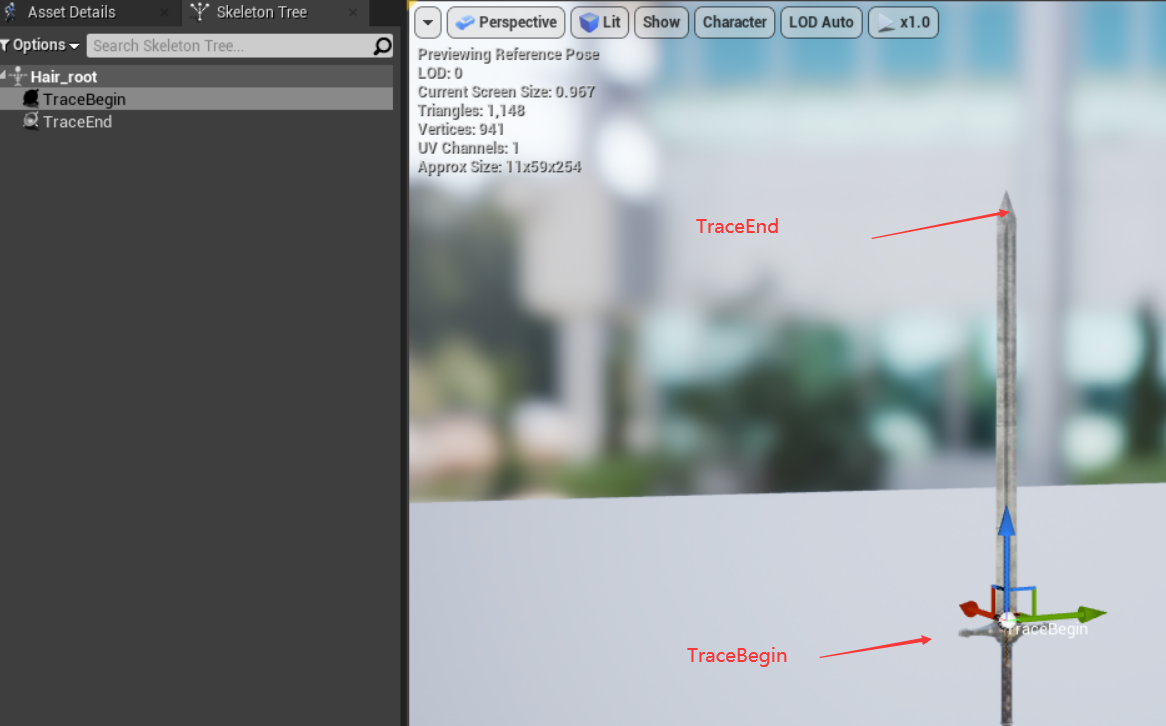 Asset Details
Skeleton Tree
Options
Search Skeleton Tree...
Hair_root
TraceBegin
TraceEnd
Perspective
Lit
Show
Character
LOD Auto
x1.0
Previewing Reference Pose
LOD: 0
Current Screen Size: 0.967
Triangles: 1,148
Vertices: 941
UV Channels: 1
Approx Size: 11x59x254
TraceEnd
TraceBegin
TraceBegin